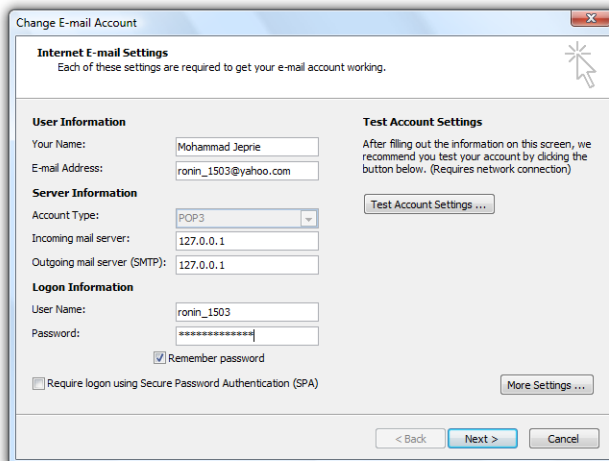 Change E-mail Account
Internet E-mail Settings
Each of these settings are required to get your e-mail account working.
User Information
Your Name: Mohammad Jeprie
E-mail Address: ronin_1503@yahoo.com
Server Information
Account Type: POP3
Incoming mail server: 127.0.0.1
Outgoing mail server (SMTP): 127.0.0.1
Logon Information
User Name: ronin_1503
Password: *************
Remember password
Require logon using Secure Password Authentication (SPA)
Test Account Settings
After filling out the information on this screen, we
recommend you test your account by clicking the
button below. (Requires network connection)
Test Account Settings ...
More Settings ...
< Back Next > Cancel